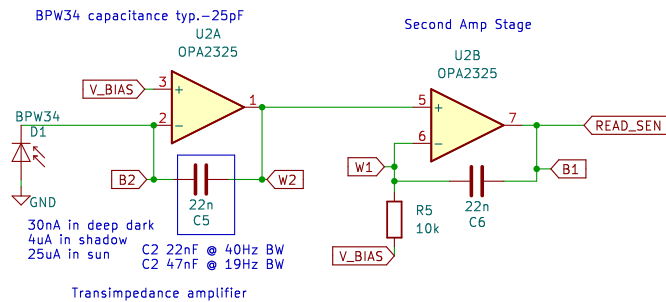 BPW34 capacitance typ.-25pF
Second Amp Stage
U2A
OPA2325
U2B
OPA2325
V_BIAS
3
+
2
-
1
5
+
6
-
7
READ_SEN
BPW34
D1
GND
B2
W2
22n
C5
W1
B1
22n
C6
R5
10k
V_BIAS
30nA in deep dark
4uA in shadow
25uA in sun
C2 22nF @ 40Hz BW
C2 47nF @ 19Hz BW
Transimpedance amplifier